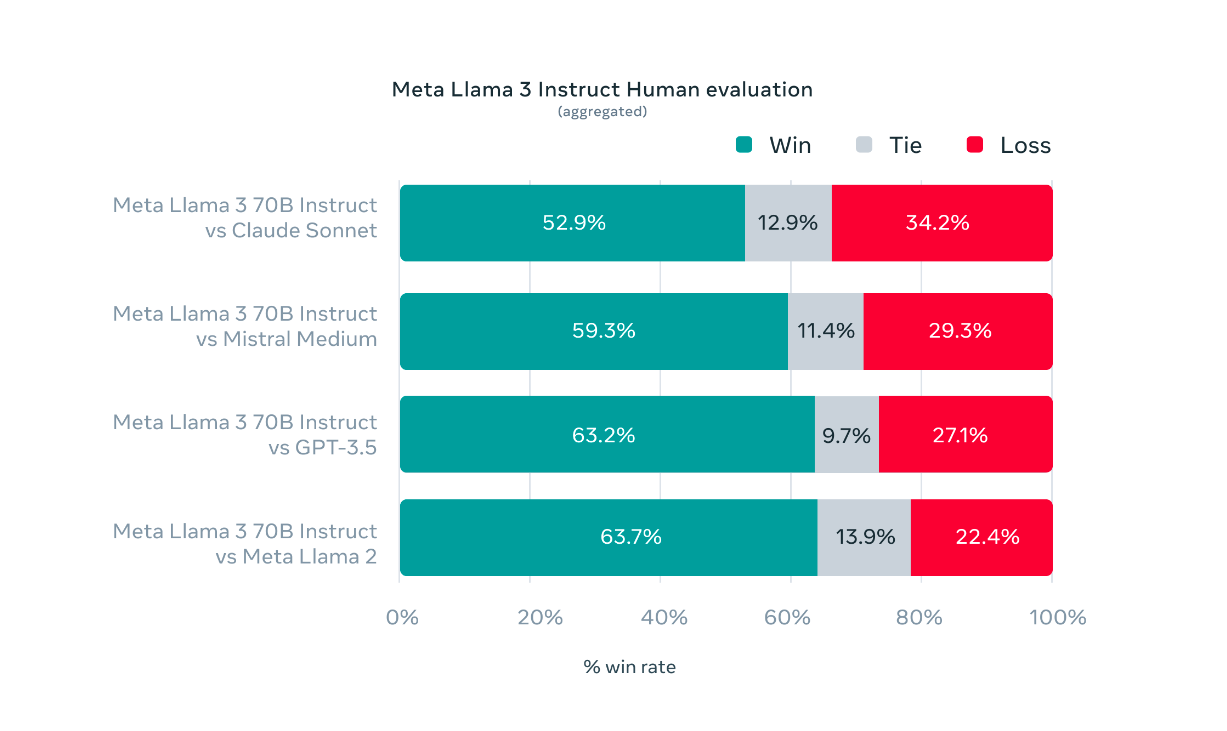 Meta Llama 3 Instruct Human evaluation
(aggregated)
Win Tie Loss
Meta Llama 3 70B Instruct
vs Claude Sonnet
52.9% 12.9% 34.2%
Meta Llama 3 70B Instruct
vs Mistral Medium
59.3% 11.4% 29.3%
Meta Llama 3 70B Instruct
vs GPT-3.5
63.2% 9.7% 27.1%
Meta Llama 3 70B Instruct
vs Meta Llama 2
63.7% 13.9% 22.4%
0% 20% 40% 60% 80% 100%
% win rate